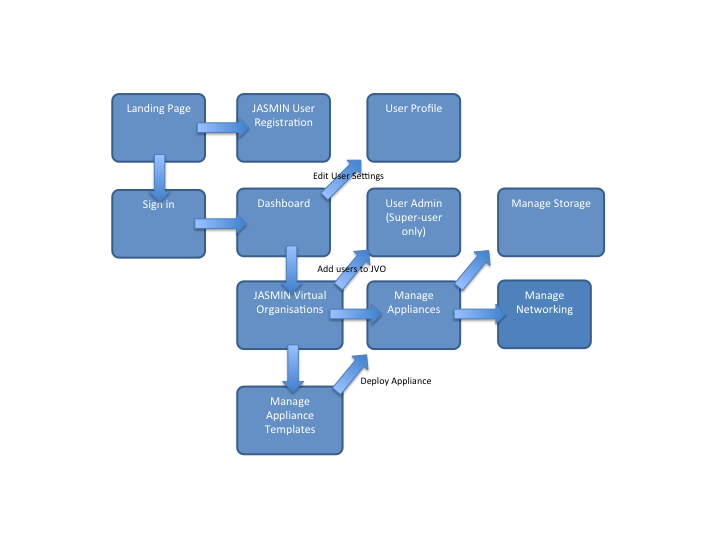 Landing Page
JASMIN User
Registration
User Profile
Edit User Settings
Sign in
Dashboard
User Admin
(Super-user
only)
Manage Storage
Add users to JVO
JASMIN Virtual
Organisations
Manage
Appliances
Manage
Networking
Deploy Appliance
Manage
Appliance
Templates